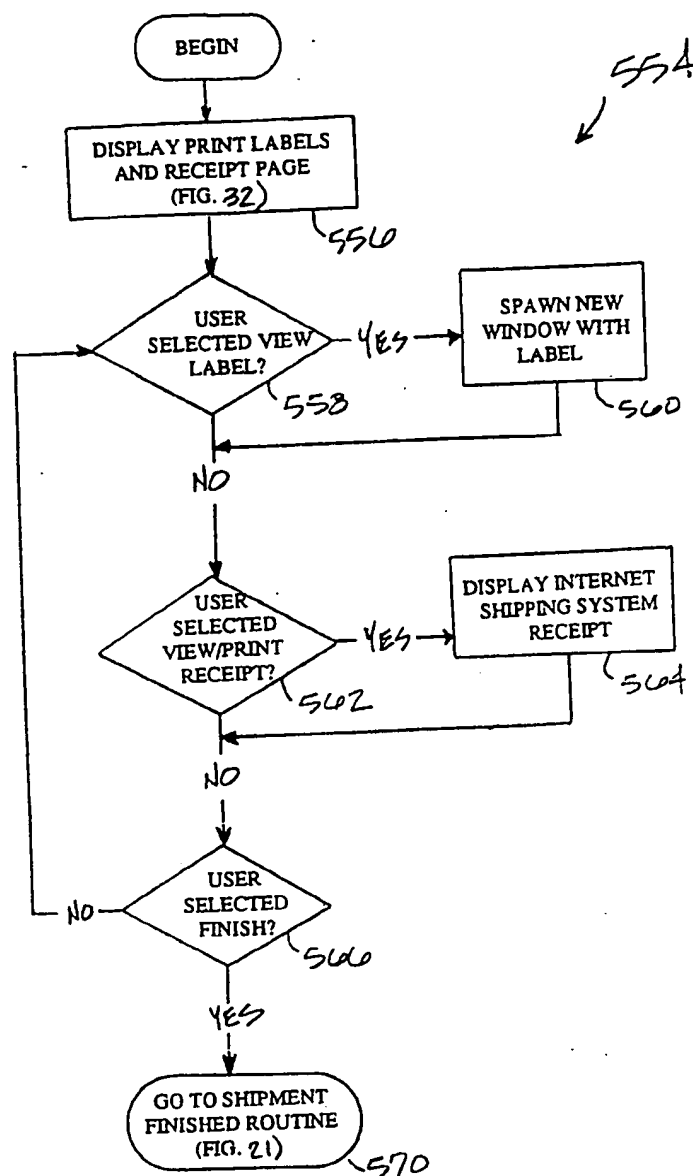 BEGIN
554
DISPLAY PRINT LABELS
AND RECEIPT PAGE
(FIG. 32)
556
USER
SELECTED VIEW
LABEL?
558
YES
SPAWN NEW
WINDOW WITH
LABEL
560
NO
USER
SELECTED
VIEW/PRINT
RECEIPT?
562
YES
DISPLAY INTERNET
SHIPPING SYSTEM
RECEIPT
564
NO
USER
SELECTED
FINISH?
566
NO
YES
GO TO SHIPMENT
FINISHED ROUTINE
(FIG. 21)
570